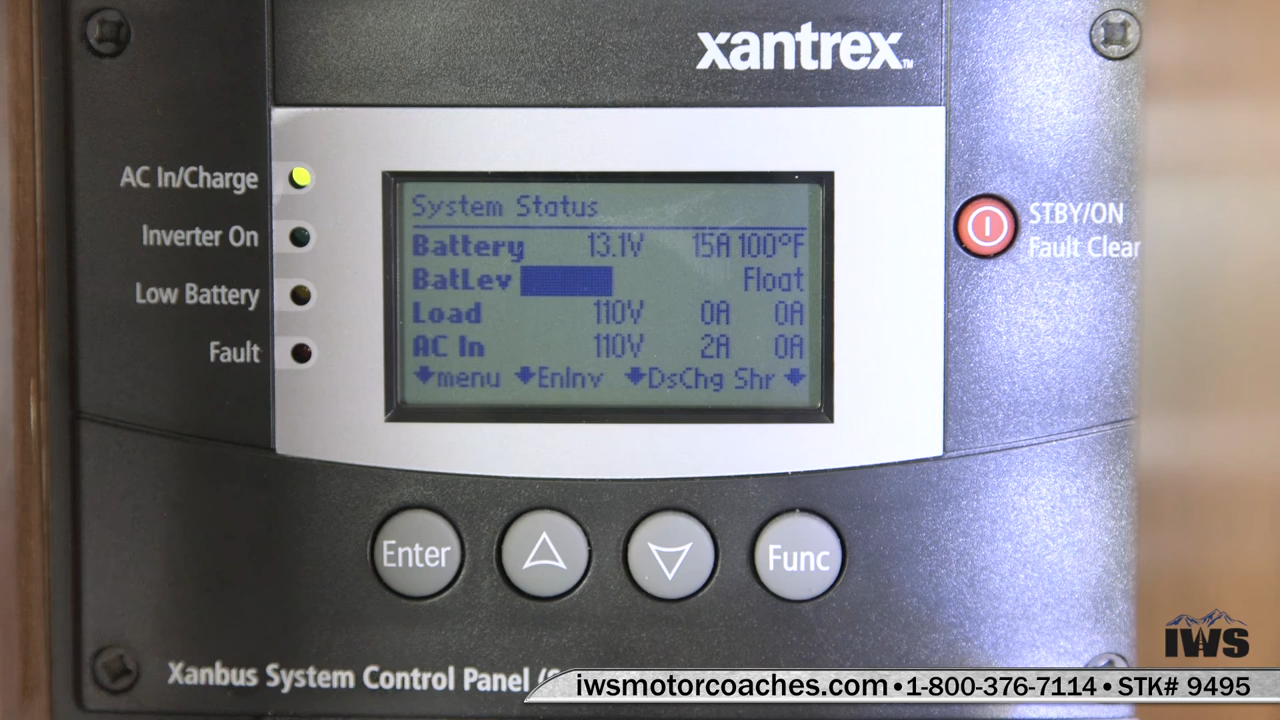 xantrex™
AC In/Charge
Inverter On
Low Battery
Fault
System Status
Battery 13.1V 15A 100°F
BatLev Float
Load 110V 0A 0A
AC In 110V 2A 0A
menu EnInv DsChg Shr
STBY/ON
Fault Clear
Enter
Func
Xanbus System Control Panel
IWS
iwsmotorcoaches.com • 1-800-376-7114 • STK# 9495